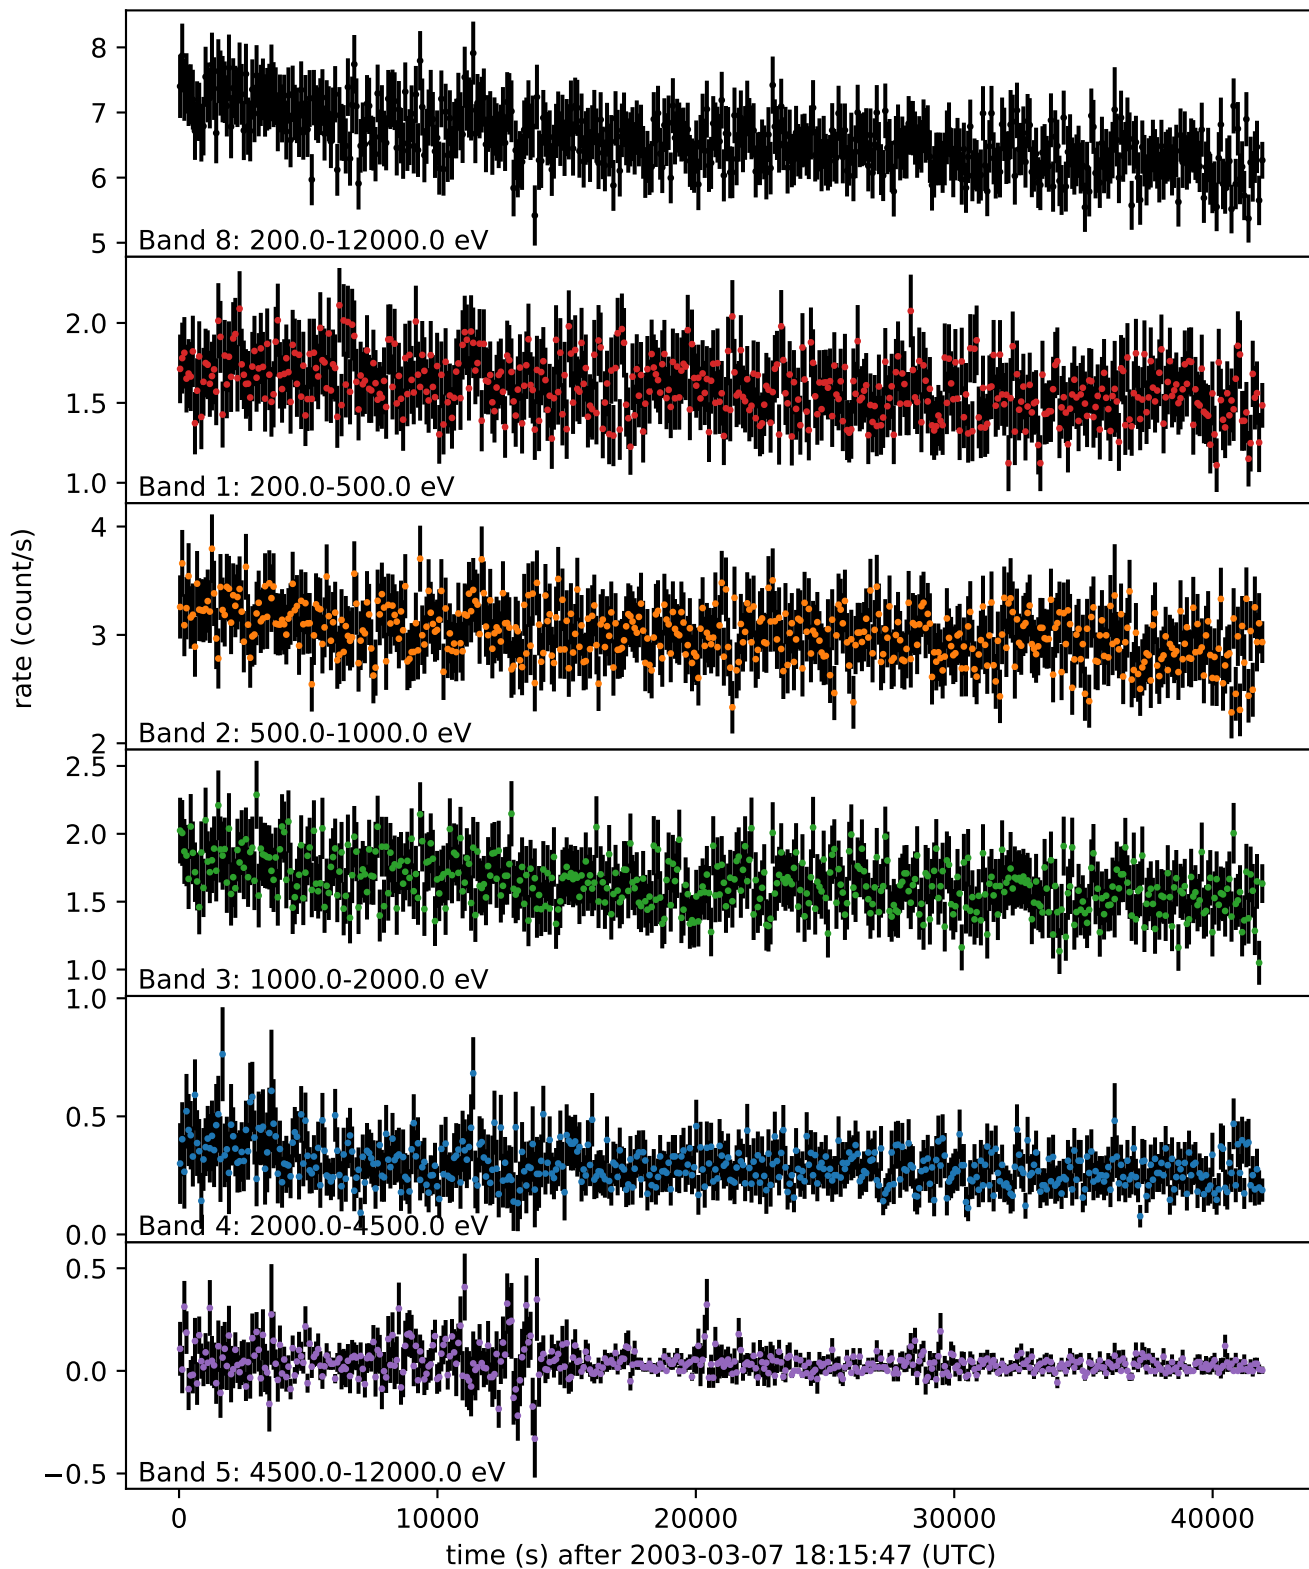 8
7
6
5
Band 8: 200.0-12000.0 eV
2.0
1.5
1.0
Band 1: 200.0-500.0 eV
rate (count/s)
4
3
2
Band 2: 500.0-1000.0 eV
2.5
2.0
1.5
1.0
Band 3: 1000.0-2000.0 eV
1.0
0.5
0.0
Band 4: 2000.0-4500.0 eV
0.5
0.0
−0.5
Band 5: 4500.0-12000.0 eV
0 10000 20000 30000 40000
time (s) after 2003-03-07 18:15:47 (UTC)